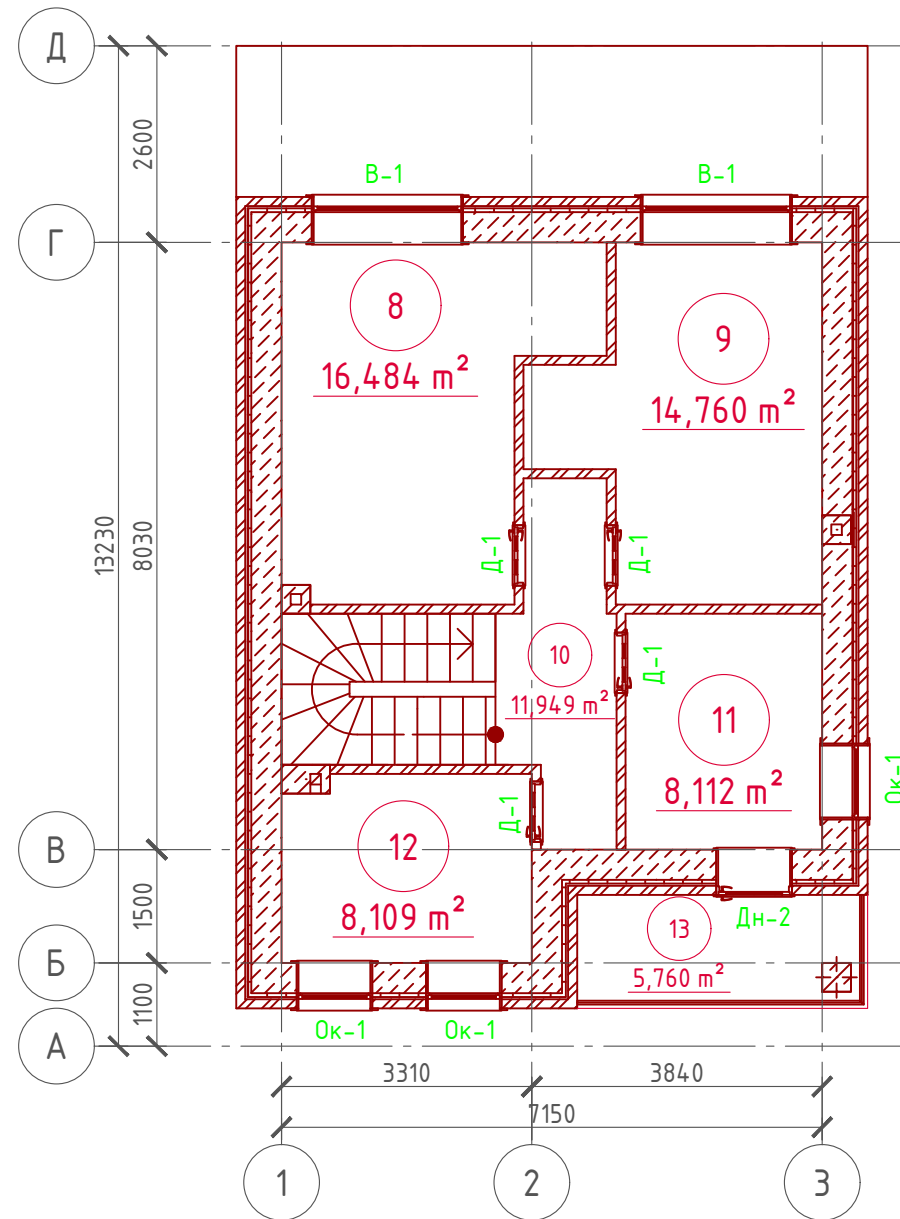 Д
2600
В-1
В-1
Г
8
16,484 m²
9
14,760 m²
13230
8030
Д-1
Д-1
10
11,949 m²
Д-1
11
8,112 m²
Ок-1
Д-1
12
8,109 m²
В
1500
13
5,760 m²
Дн-2
Б
1100
Ок-1
Ок-1
А
3310
3840
7150
1
2
3